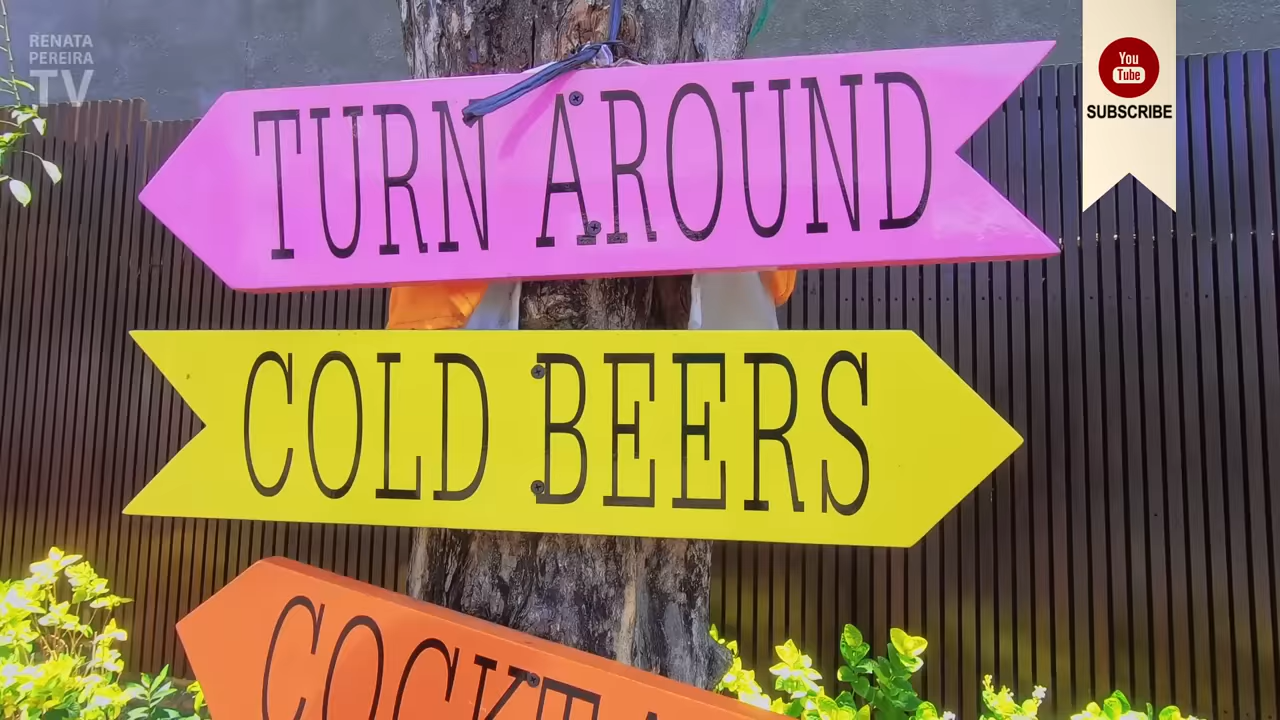 RENATA
PEREIRA
TV
You
Tube
SUBSCRIBE
TURN AROUND
COLD BEERS